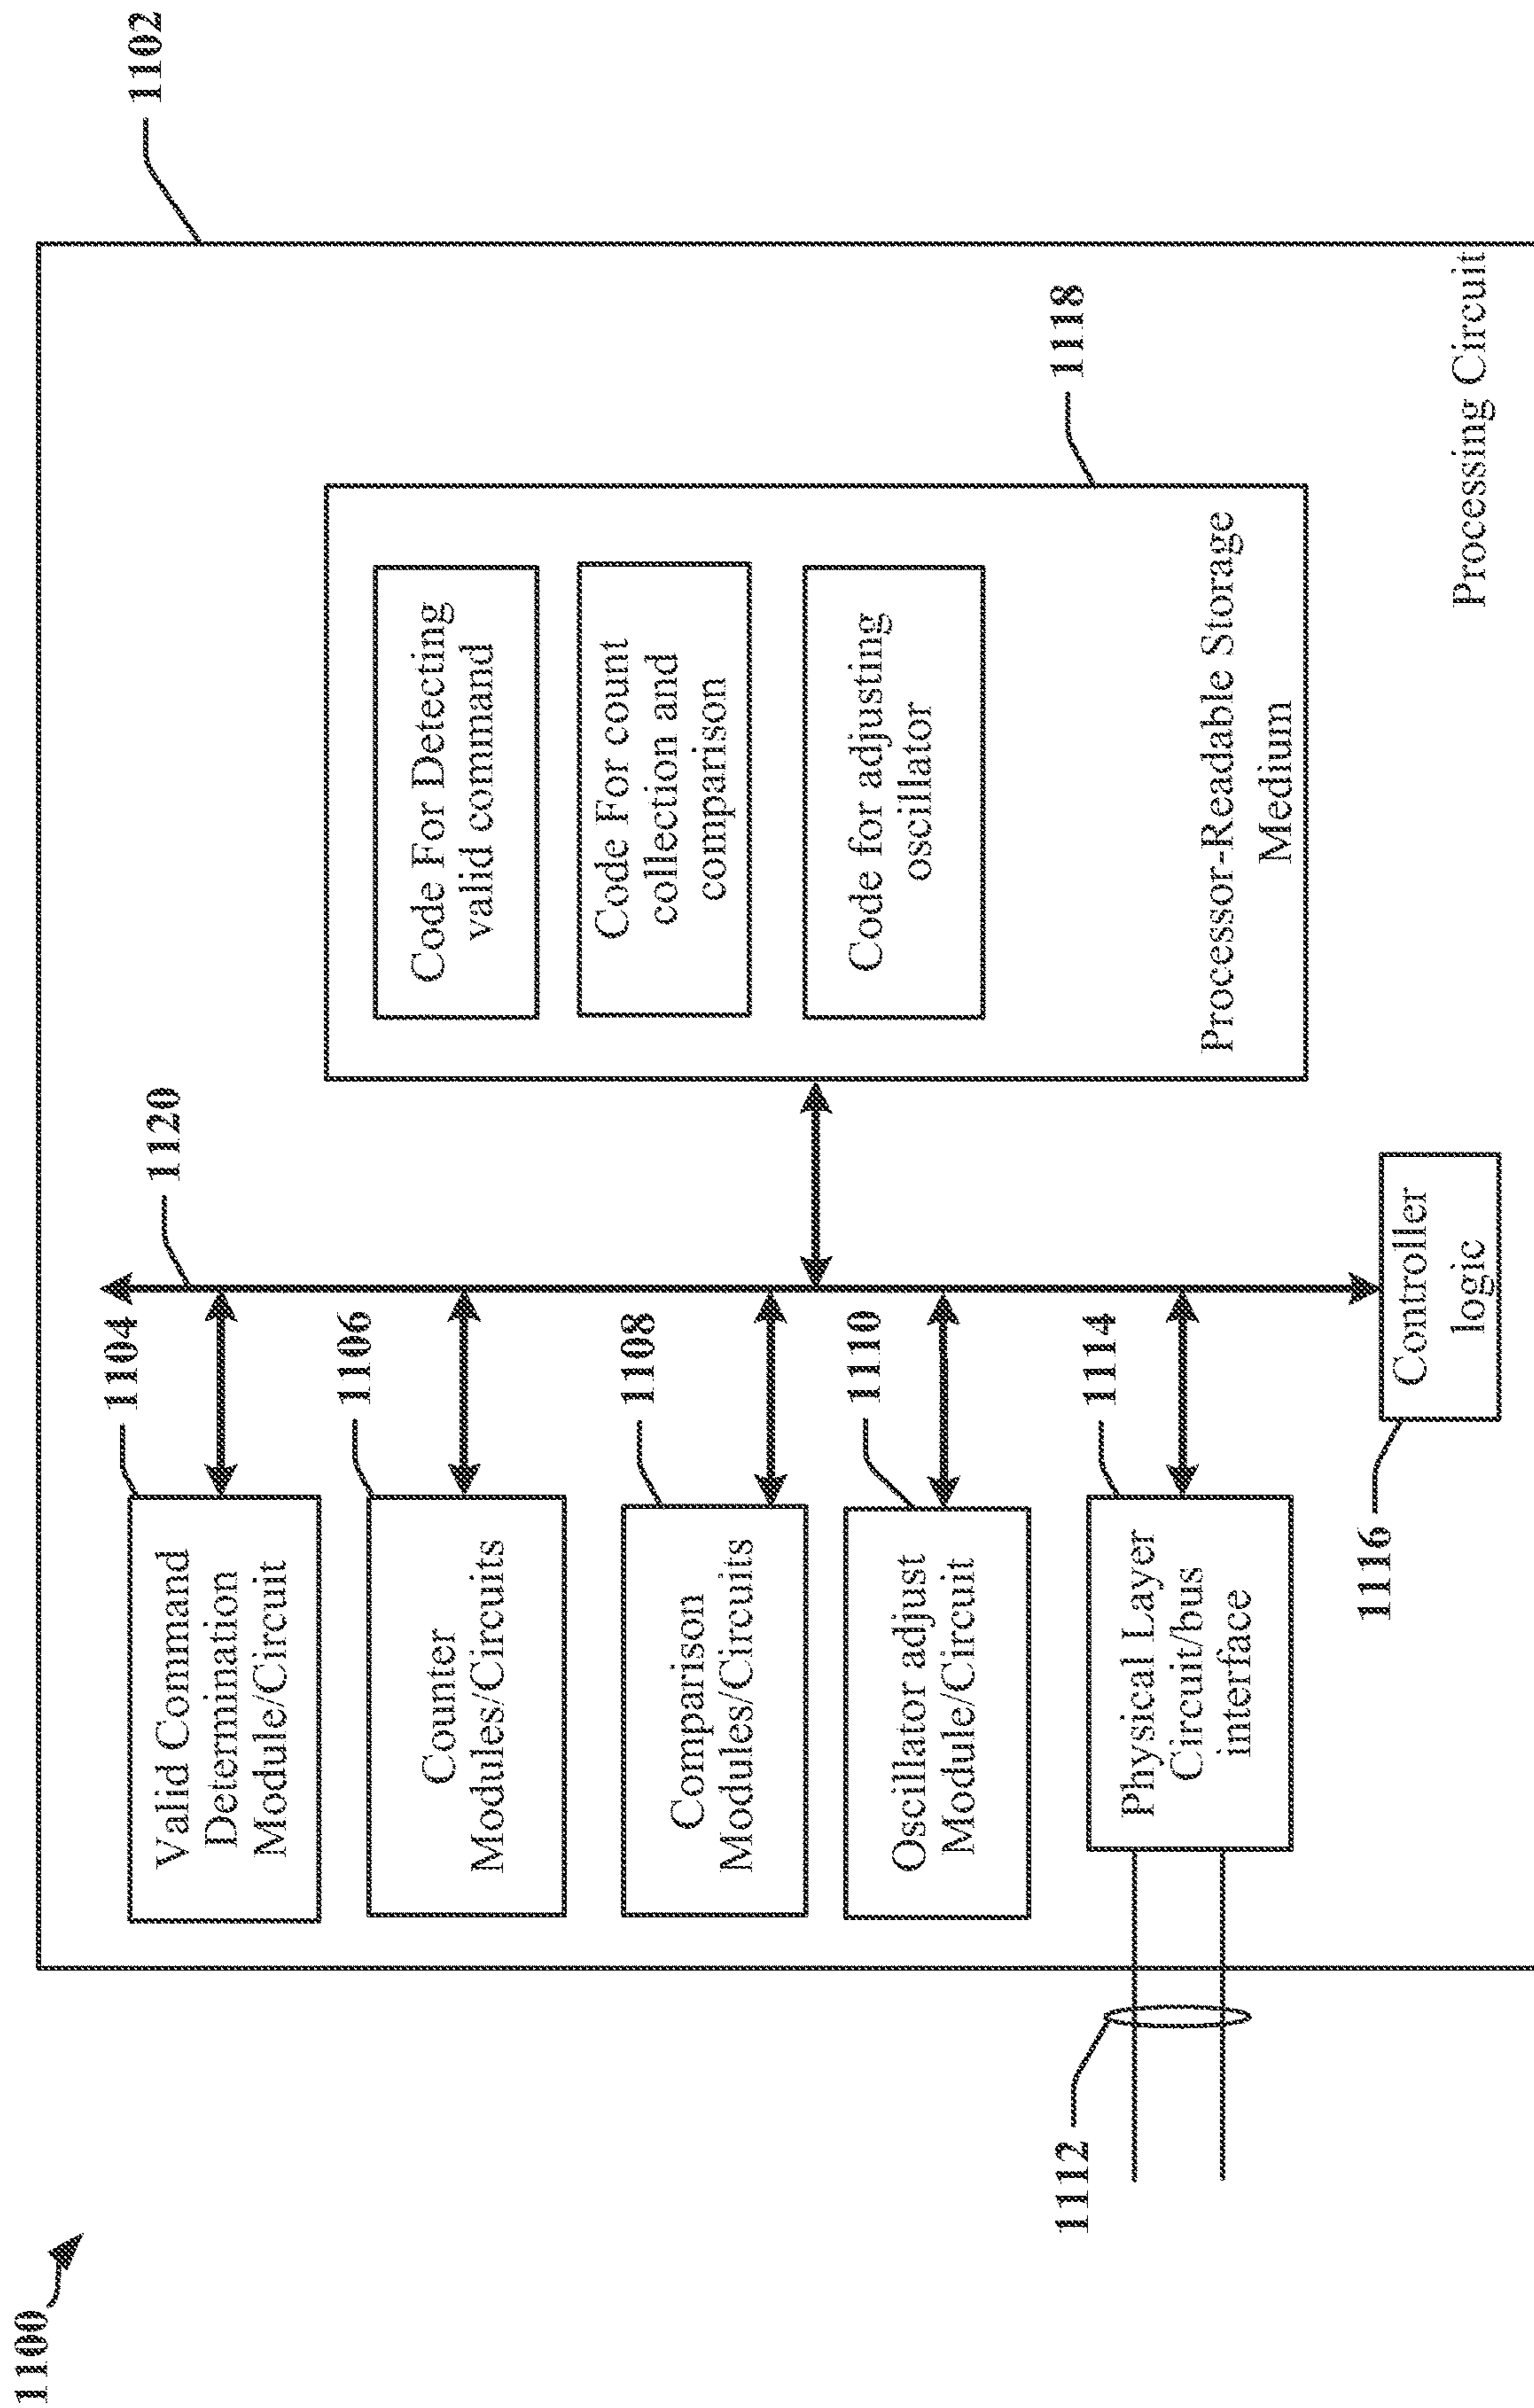 1100
1102
1104
Valid Command
Determination
Module/Circuit
1120
Code For Detecting
valid command
1106
Counter
Modules/Circuits
Code For count
collection and
comparison
1108
Comparison
Modules/Circuits
1110
Oscillator adjust
Module/Circuit
Code for adjusting
oscillator
1118
1112
1114
Physical Layer
Circuit/bus
interface
Processor-Readable Storage
Medium
1116
Controller
logic
Processing Circuit